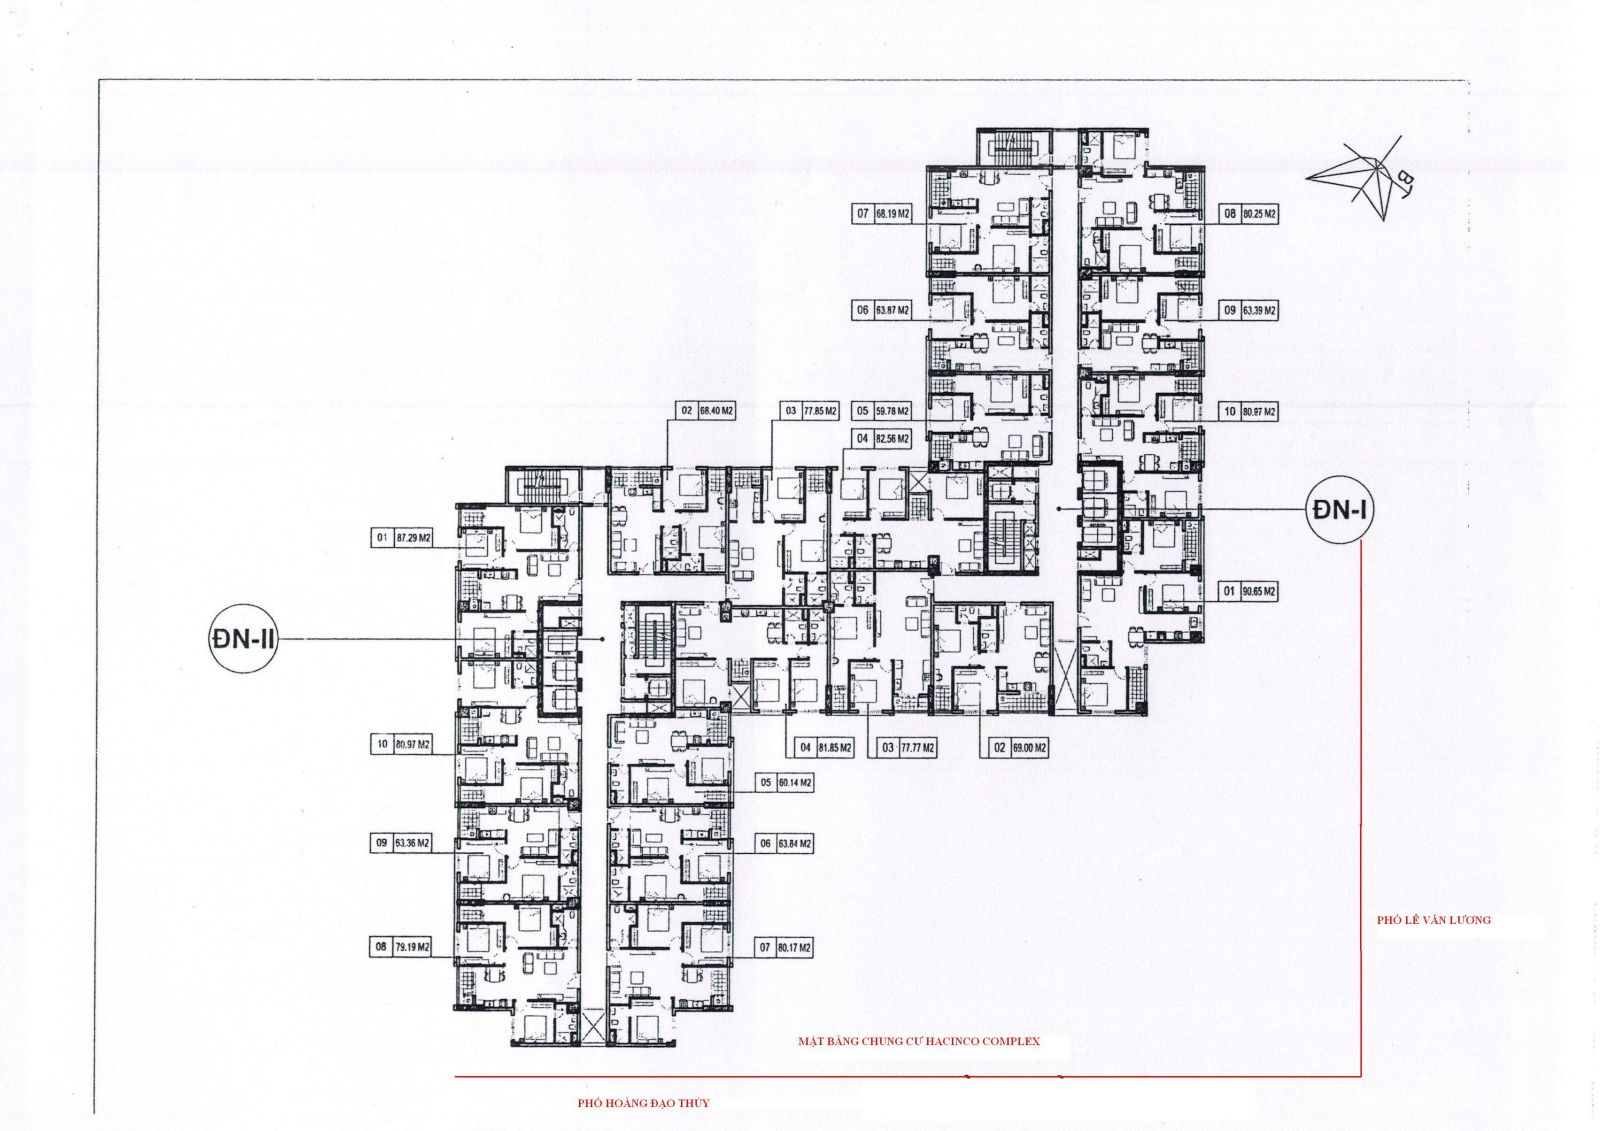 BẮC
07 68,19 M2
08 80.25 M2
06 63.87 M2
09 63.39 M2
02 68.40 M2
03 77.85 M2
05 59.78 M2
10 80.97 M2
04 82.56 M2
ĐN-I
01 87.29 M2
01 90.65 M2
ĐN-II
10 80.97 M2
04 81.85 M2
03 77.77 M2
02 69.00 M2
05 60.14 M2
09 63.36 M2
06 63.84 M2
08 79.19 M2
07 80.17 M2
PHỐ LÊ VĂN LƯƠNG
MẶT BẰNG CHUNG CƯ HACINCO COMPLEX
PHỐ HOÀNG ĐẠO THÚY